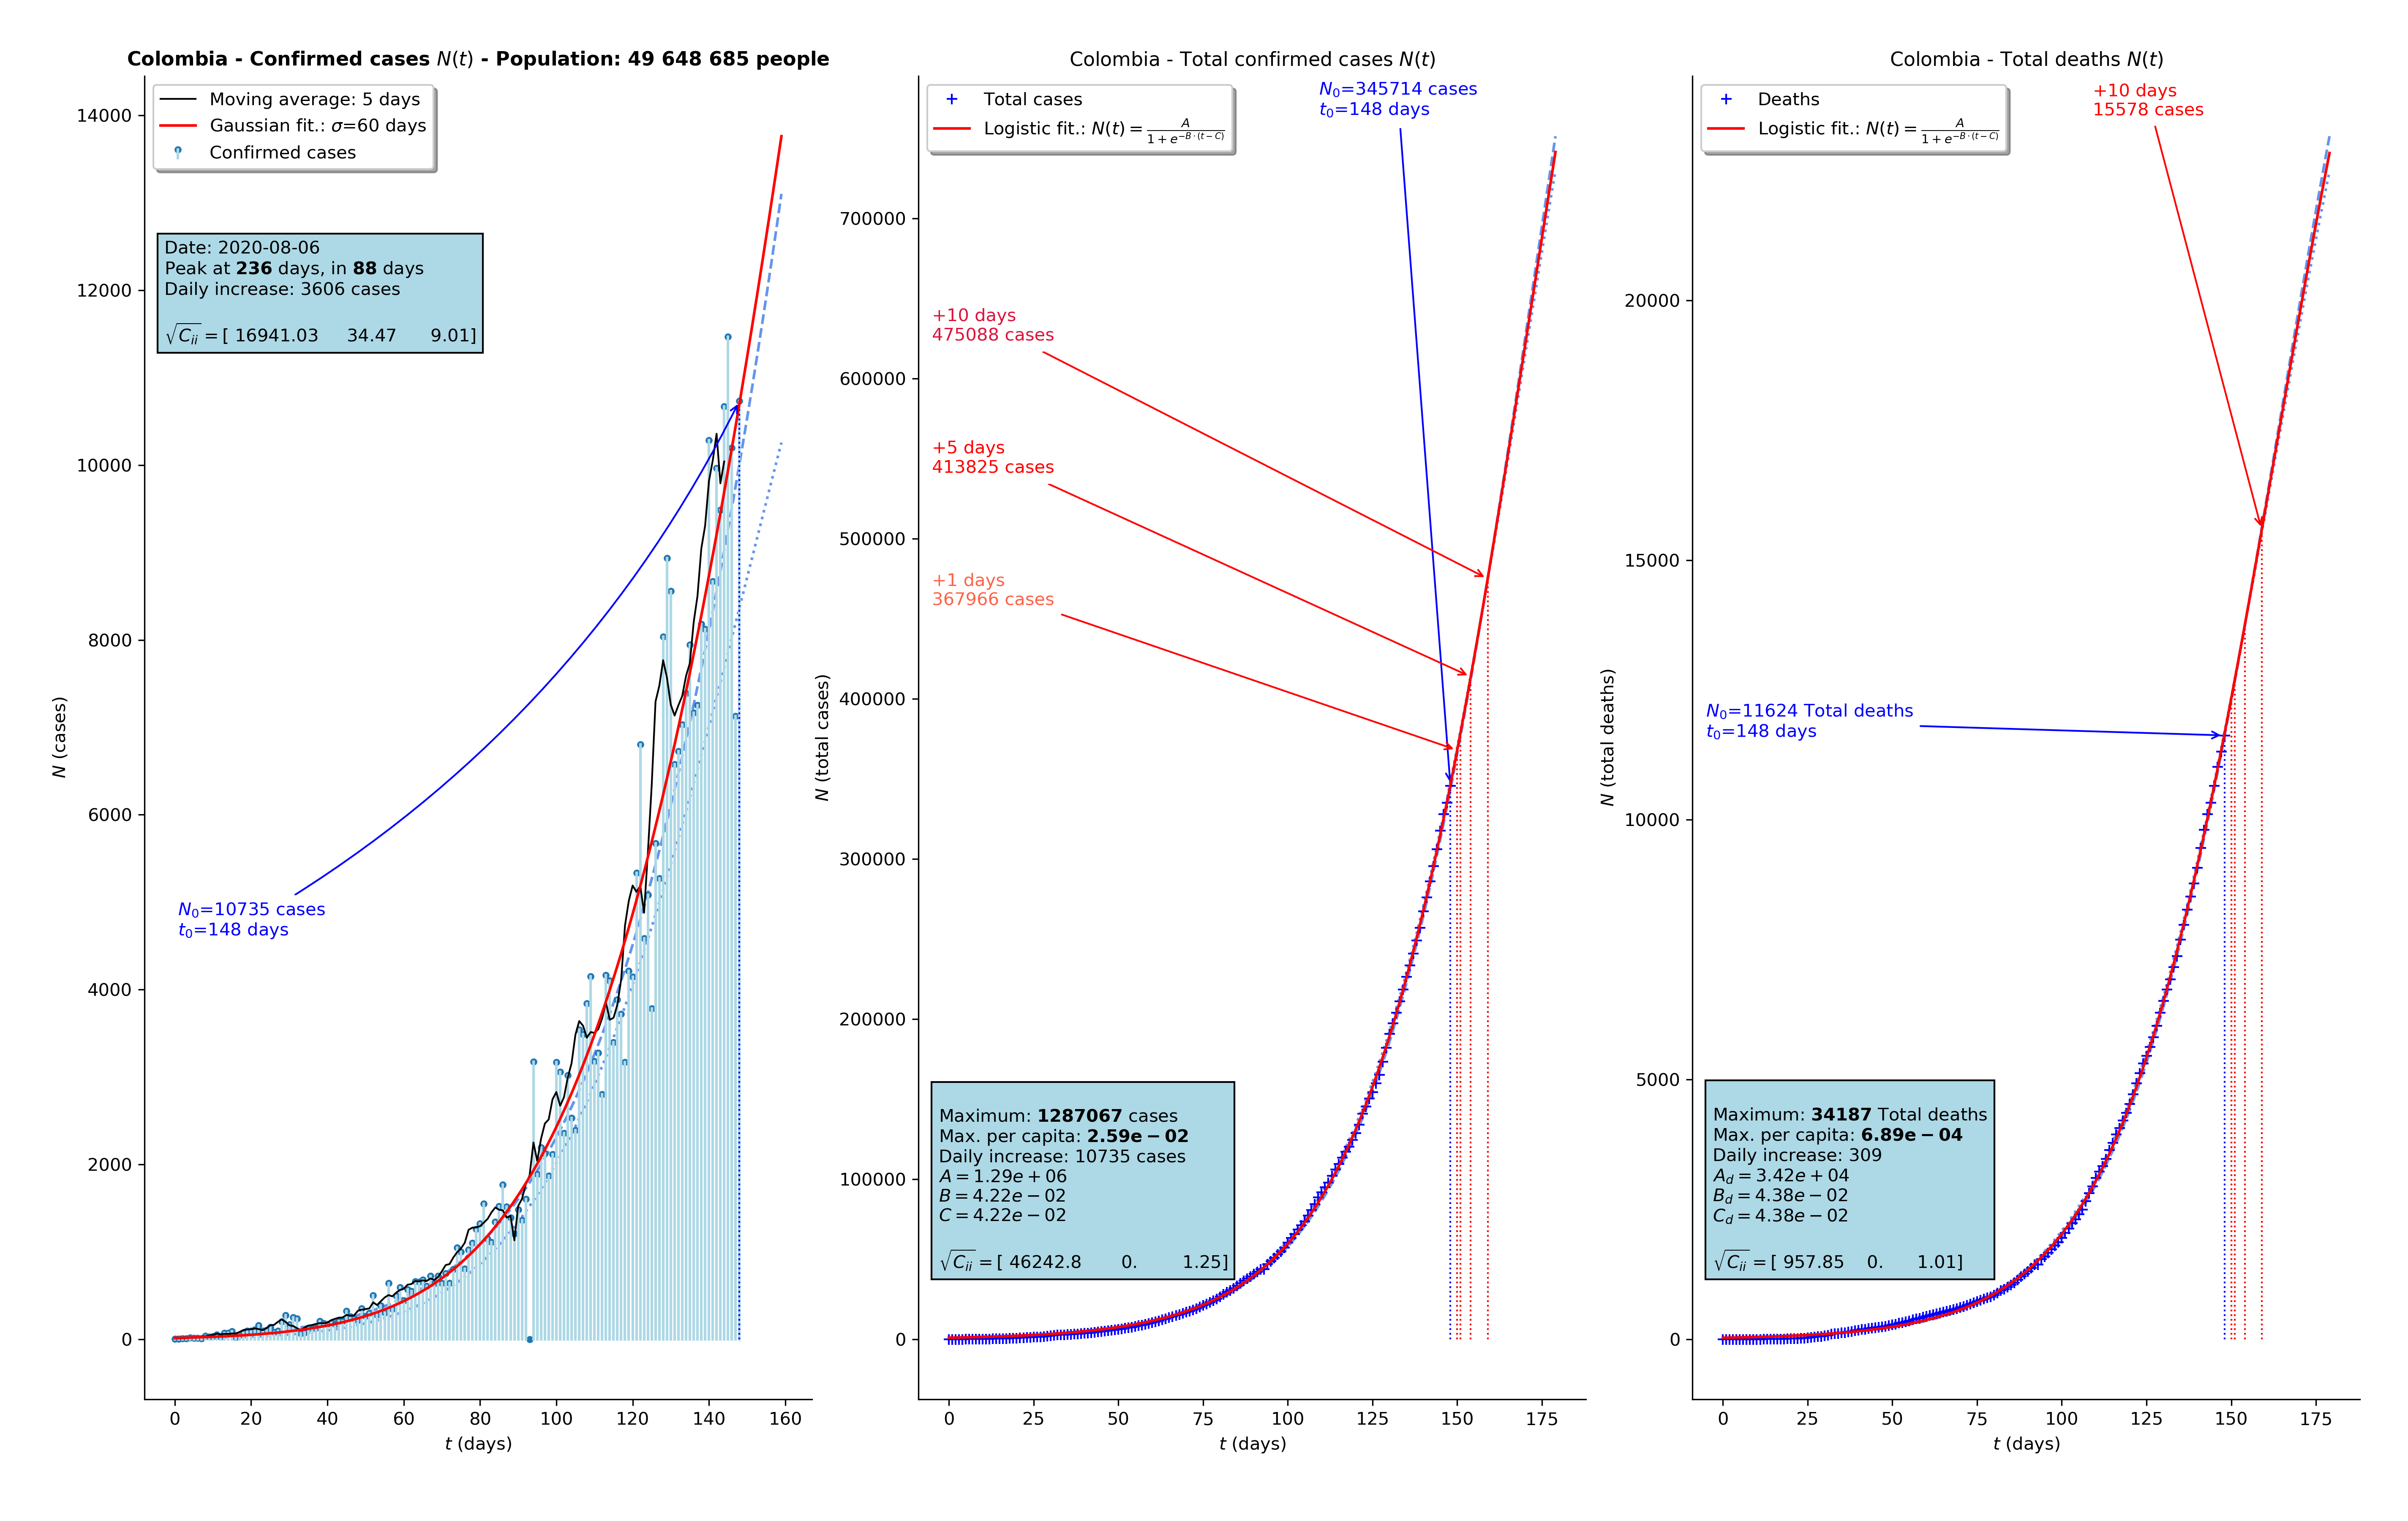 Colombia - Confirmed cases N(t) - Population: 49 648 685 people
Moving average: 5 days
Gaussian fit.: σ=60 days
Confirmed cases
Date: 2020-08-06
Peak at 236 days, in 88 days
Daily increase: 3606 cases
√C_ii = [ 16941.03 34.47 9.01]
N₀=10735 cases
t₀=148 days
14000
12000
10000
8000
6000
4000
2000
0
N (cases)
0 20 40 60 80 100 120 140 160
t (days)
Colombia - Total confirmed cases N(t)
Total cases
Logistic fit.: N(t) = A / (1 + e^{−B·(t−C)})
N₀=345714 cases
t₀=148 days
+10 days
475088 cases
+5 days
413825 cases
+1 days
367966 cases
Maximum: 1287067 cases
Max. per capita: 2.59e − 02
Daily increase: 10735 cases
A = 1.29e + 06
B = 4.22e − 02
C = 4.22e − 02
√C_ii = [ 46242.8 0. 1.25]
700000
600000
500000
400000
300000
200000
100000
0
N (total cases)
0 25 50 75 100 125 150 175
t (days)
Colombia - Total deaths N(t)
Deaths
Logistic fit.: N(t) = A / (1 + e^{−B·(t−C)})
+10 days
15578 cases
N₀=11624 Total deaths
t₀=148 days
Maximum: 34187 Total deaths
Max. per capita: 6.89e − 04
Daily increase: 309
A_d = 3.42e + 04
B_d = 4.38e − 02
C_d = 4.38e − 02
√C_ii = [ 957.85 0. 1.01]
20000
15000
10000
5000
0
N (total deaths)
0 25 50 75 100 125 150 175
t (days)